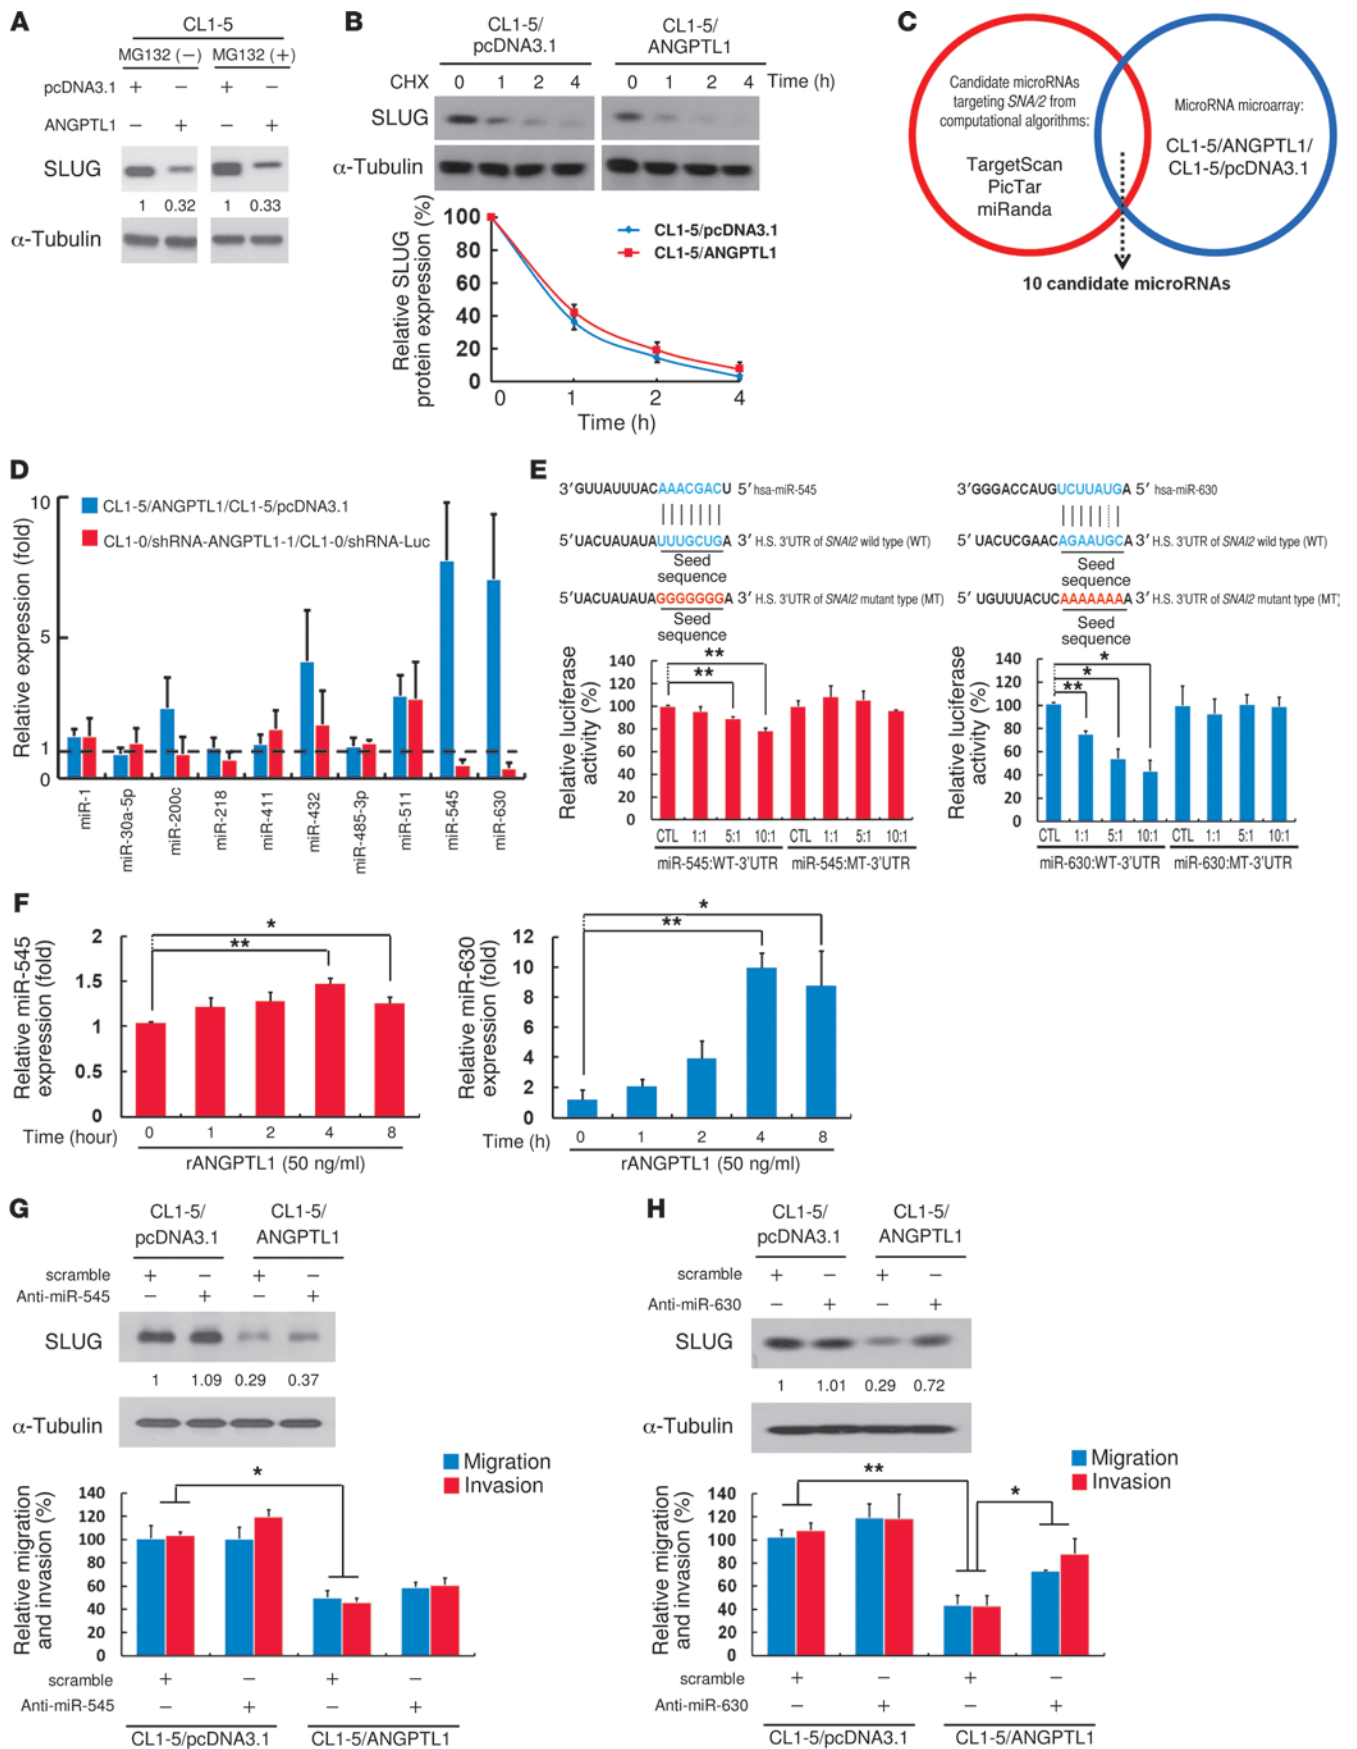 A
CL1-5
MG132 (−) MG132 (+)
pcDNA3.1 + − + −
ANGPTL1 − + − +
SLUG
1 0.32 1 0.33
α-Tubulin
B
CL1-5/
pcDNA3.1
CL1-5/
ANGPTL1
CHX 0 1 2 4 0 1 2 4 Time (h)
SLUG
α-Tubulin
Relative SLUG
protein expression (%)
100
80
60
40
20
0
CL1-5/pcDNA3.1
CL1-5/ANGPTL1
0 1 2 4
Time (h)
C
Candidate microRNAs
targeting SNAI2 from
computational algorithms:
TargetScan
PicTar
miRanda
MicroRNA microarray:
CL1-5/ANGPTL1/
CL1-5/pcDNA3.1
10 candidate microRNAs
D
Relative expression (fold)
10
5
1
0
CL1-5/ANGPTL1/CL1-5/pcDNA3.1
CL1-0/shRNA-ANGPTL1-1/CL1-0/shRNA-Luc
miR-1
miR-30a-5p
miR-200c
miR-218
miR-411
miR-432
miR-485-3p
miR-511
miR-545
miR-630
E
3′GUUAUUUACAAACGACU 5′ hsa-miR-545
5′UACUAUAUAUUUGCUGA 3′ H.S. 3′UTR of SNAI2 wild type (WT)
Seed
sequence
5′UACUAUAUAGGGGGGGA 3′ H.S. 3′UTR of SNAI2 mutant type (MT)
Seed
sequence
Relative luciferase
activity (%)
140
120
100
80
60
40
20
0
**
**
CTL 1:1 5:1 10:1 CTL 1:1 5:1 10:1
miR-545:WT-3′UTR miR-545:MT-3′UTR
3′GGGACCAUGUCUUAUGA 5′ hsa-miR-630
5′ UACUCGAACAGAAUGCA 3′ H.S. 3′UTR of SNAI2 wild type (WT)
Seed
sequence
5′ UGUUUACUCAAAAAAAA 3′ H.S. 3′UTR of SNAI2 mutant type (MT)
Seed
sequence
Relative luciferase
activity (%)
140
120
100
80
60
40
20
0
*
*
**
CTL 1:1 5:1 10:1 CTL 1:1 5:1 10:1
miR-630:WT-3′UTR miR-630:MT-3′UTR
F
Relative miR-545
expression (fold)
2
1.5
1
0.5
0
*
**
Time (hour) 0 1 2 4 8
rANGPTL1 (50 ng/ml)
Relative miR-630
expression (fold)
12
10
8
6
4
2
0
*
**
Time (h) 0 1 2 4 8
rANGPTL1 (50 ng/ml)
G
CL1-5/
pcDNA3.1
CL1-5/
ANGPTL1
scramble + − + −
Anti-miR-545 − + − +
SLUG
1 1.09 0.29 0.37
α-Tubulin
Migration
Invasion
Relative migration
and invasion (%)
140
120
100
80
60
40
20
0
*
scramble + − + −
Anti-miR-545 − + − +
CL1-5/pcDNA3.1 CL1-5/ANGPTL1
H
CL1-5/
pcDNA3.1
CL1-5/
ANGPTL1
scramble + − + −
Anti-miR-630 − + − +
SLUG
1 1.01 0.29 0.72
α-Tubulin
Migration
Invasion
Relative migration
and invasion (%)
140
120
100
80
60
40
20
0
**
*
scramble + − + −
Anti-miR-630 − + − +
CL1-5/pcDNA3.1 CL1-5/ANGPTL1